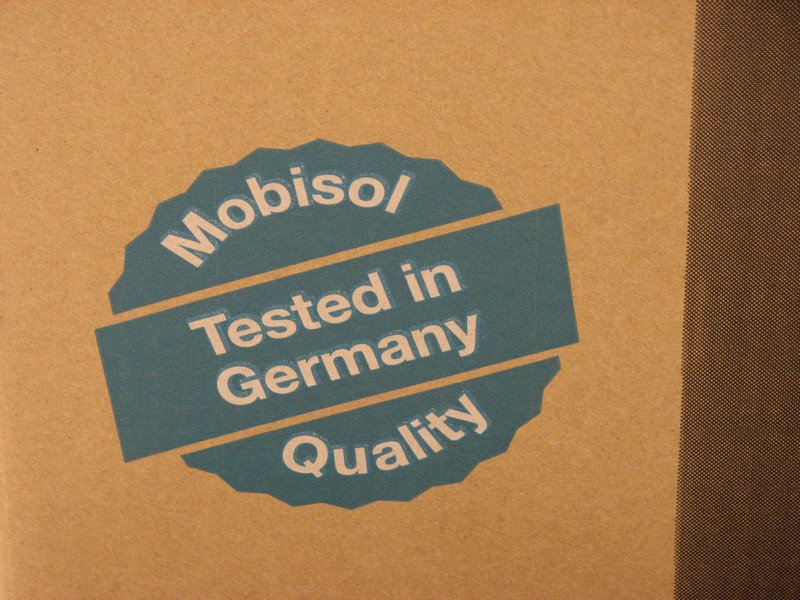 Mobisol
Tested in
Germany
Quality